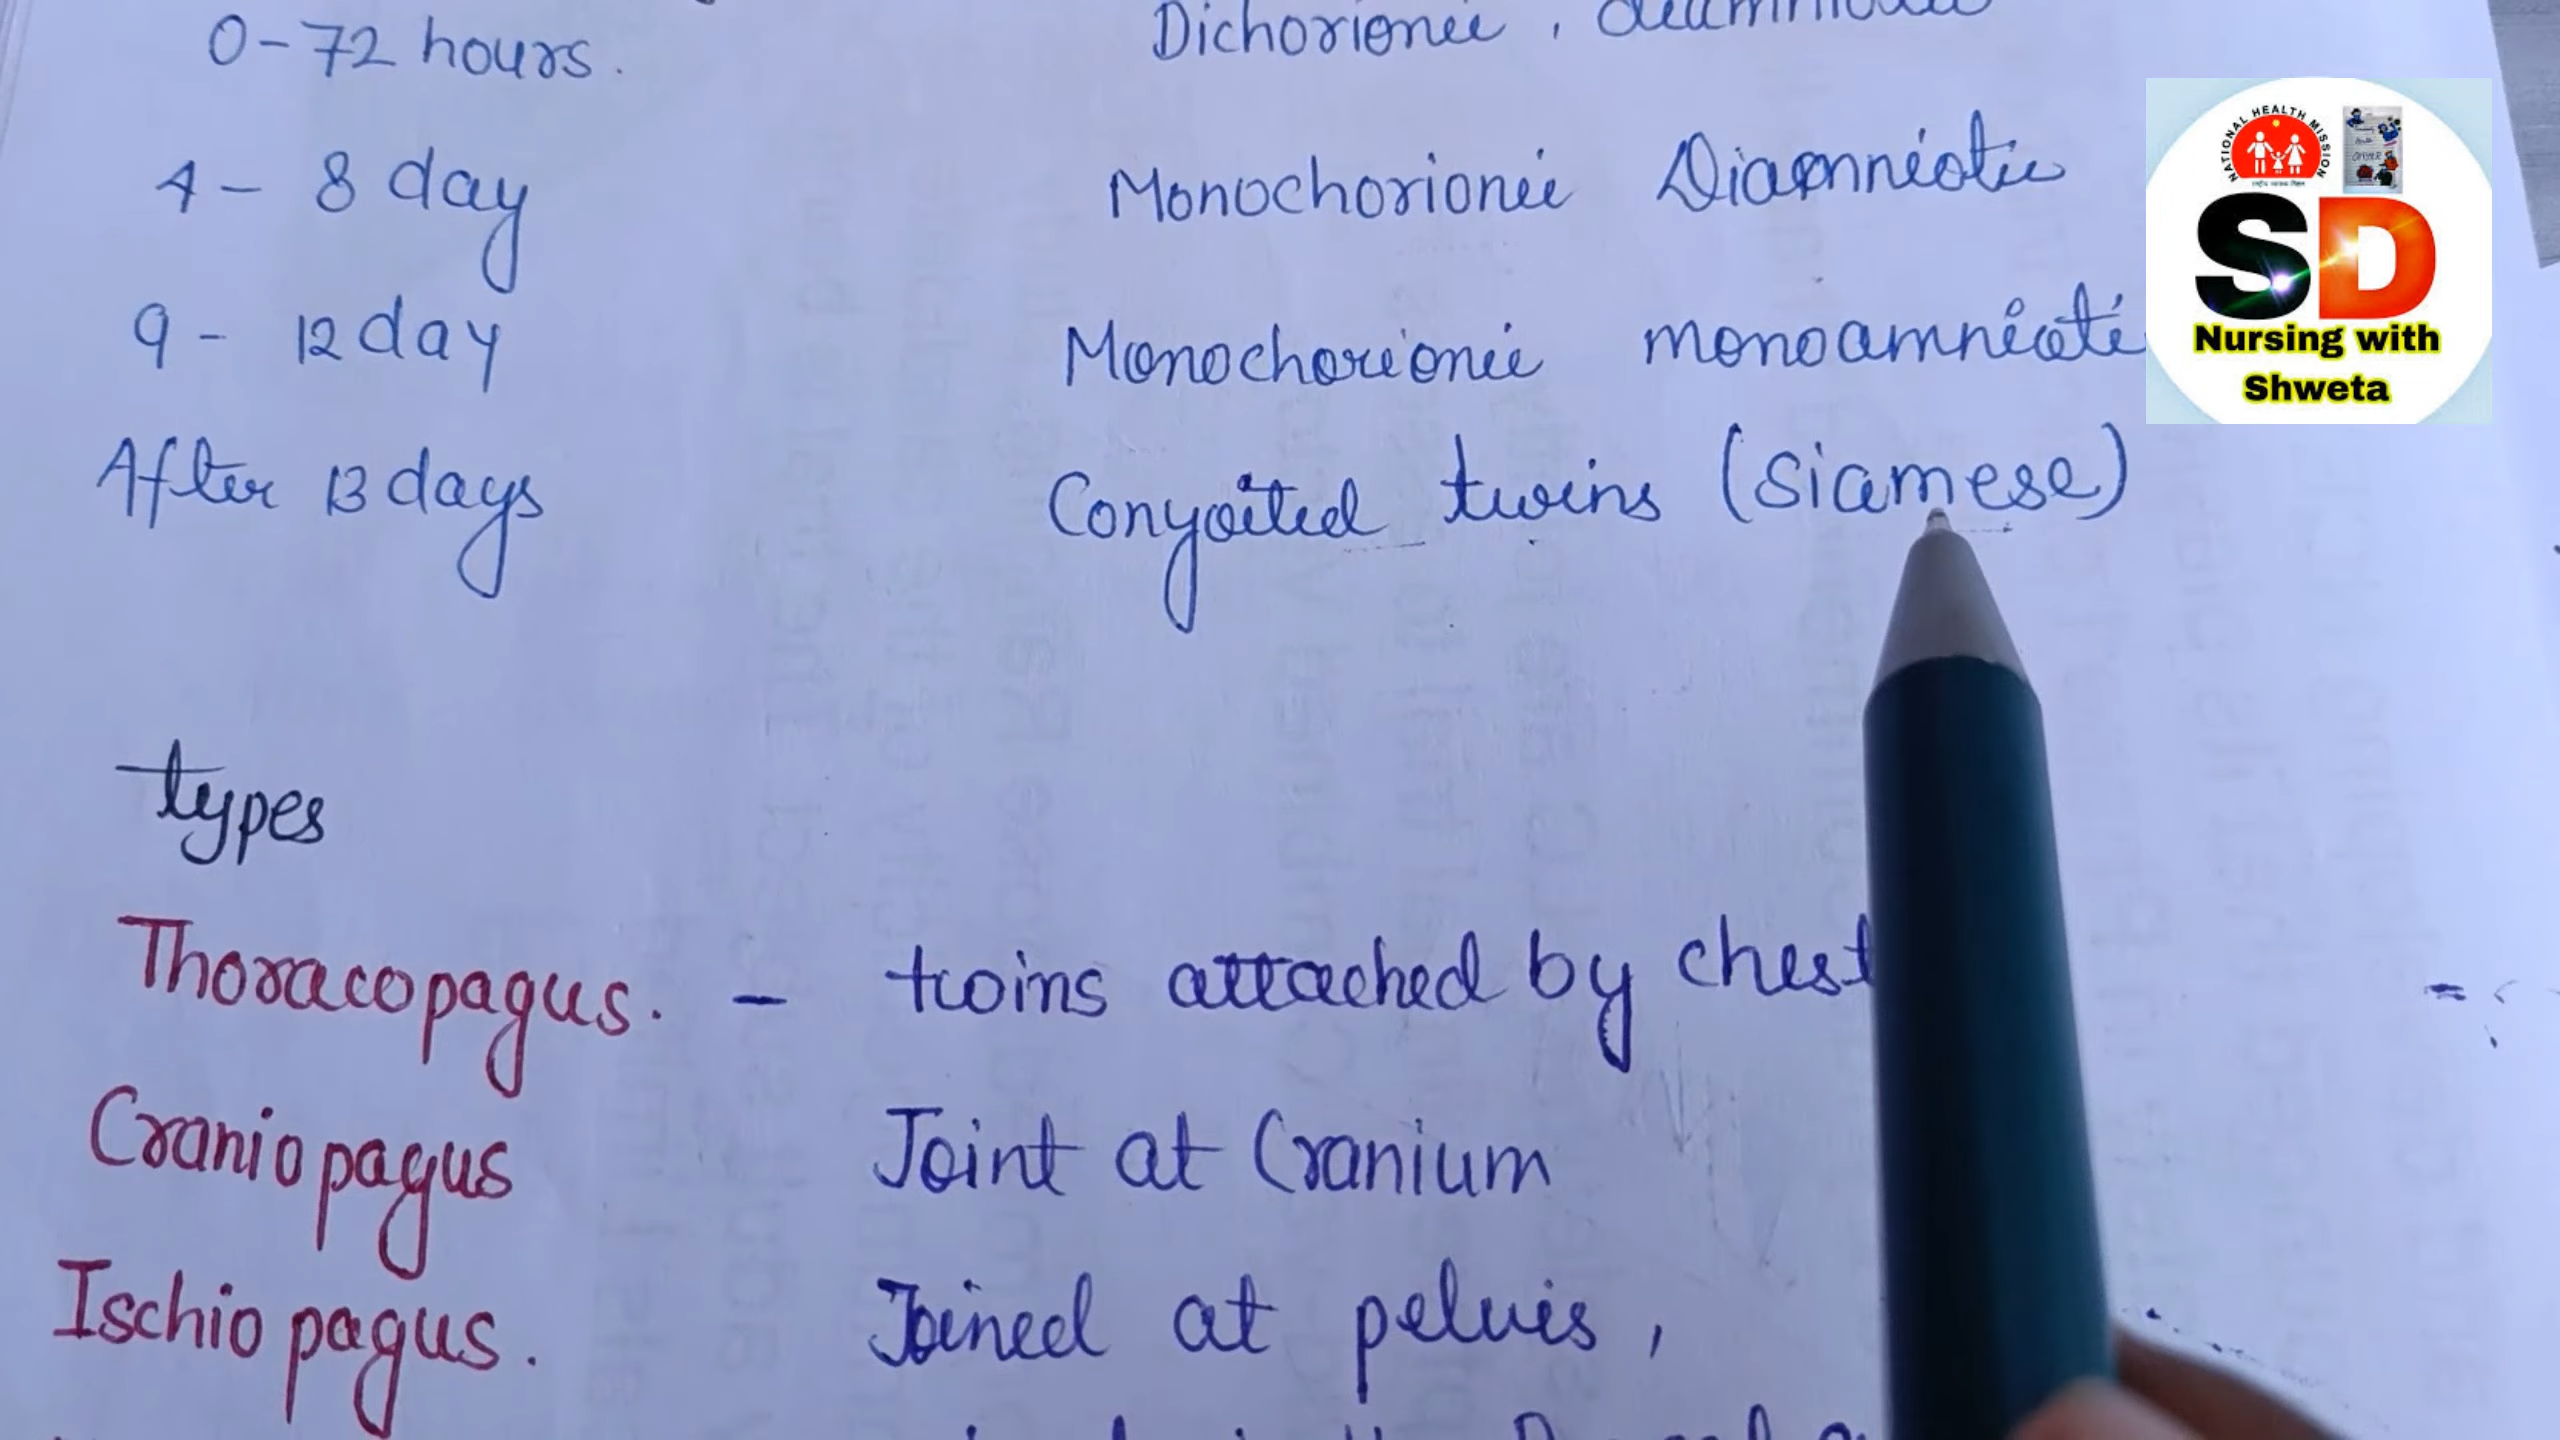 0-72 hours. Dichorionic, diamniotic
4 - 8 day Monochorionic Diamniotic
9 - 12 day Monochorionic monoamnioti
After 13 days Conyoited twins (Siamese)
types
Thoracopagus. - twins attached by chest
Craniopagus Joint at Cranium
Ischiopagus. Joined at pelvis,
NATIONAL HEALTH MISSION
SD
Nursing with
Shweta